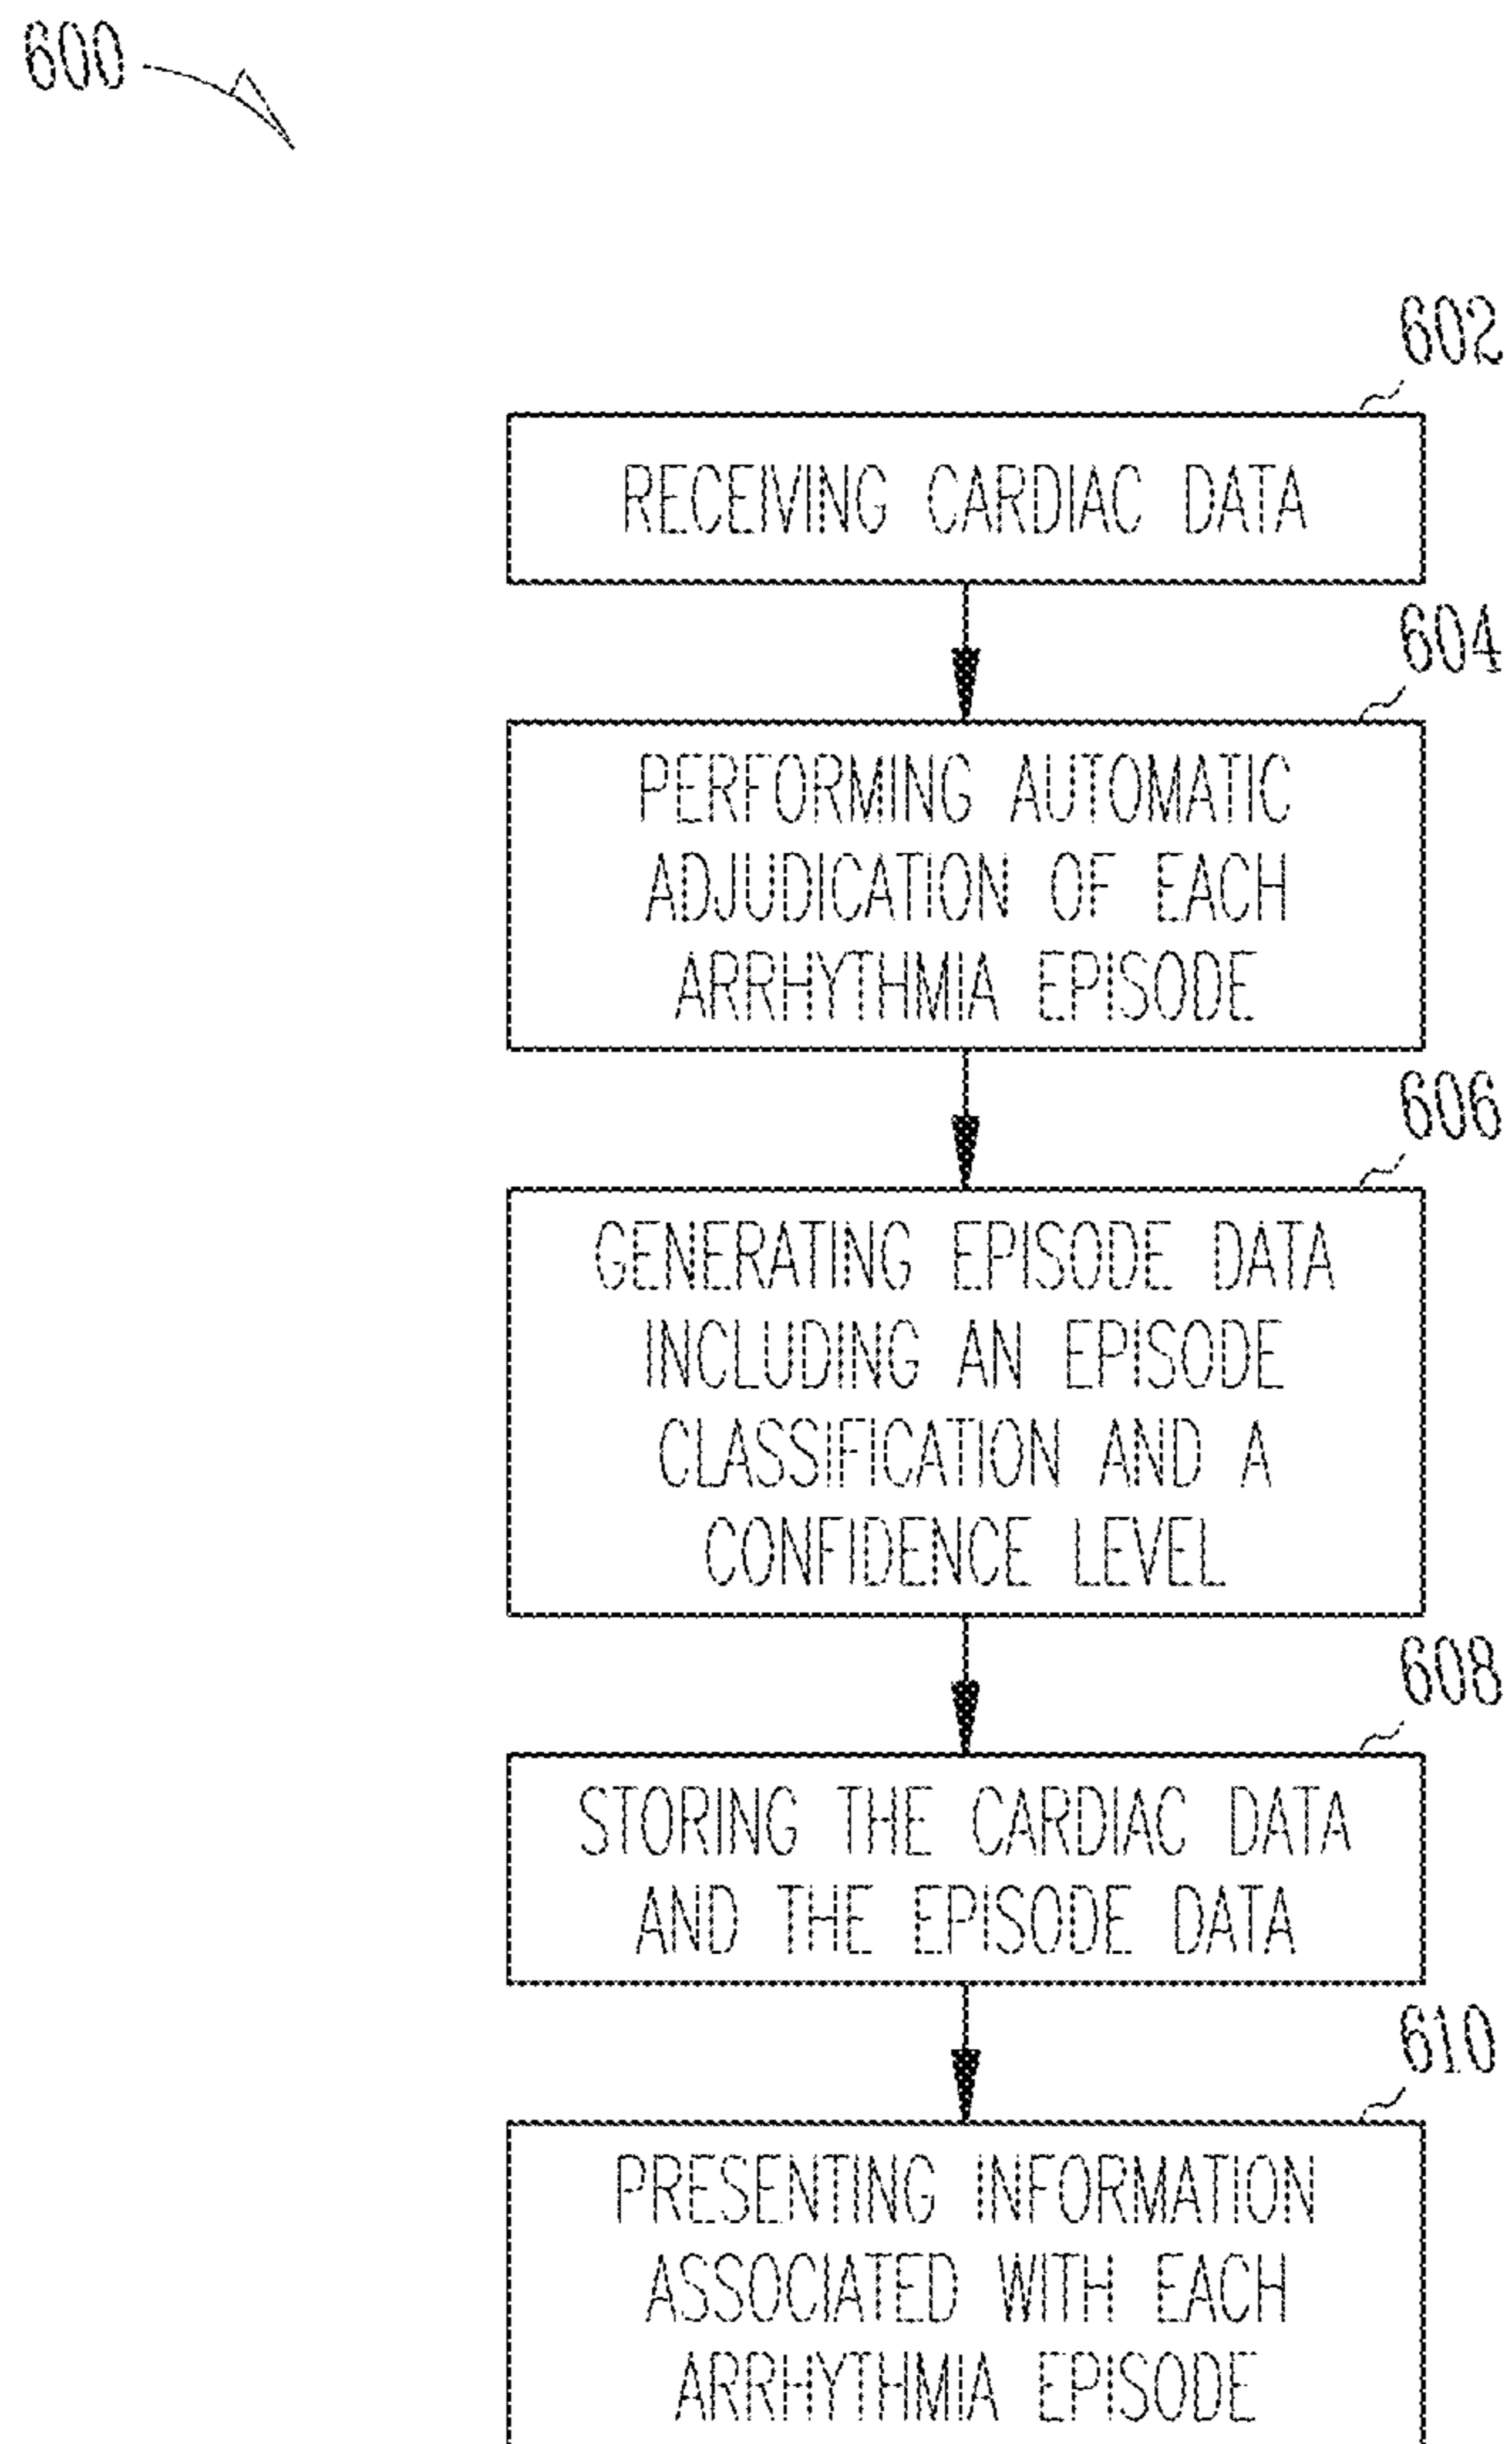 600
602
RECEIVING CARDIAC DATA
604
PERFORMING AUTOMATIC
ADJUDICATION OF EACH
ARRHYTHMIA EPISODE
606
GENERATING EPISODE DATA
INCLUDING AN EPISODE
CLASSIFICATION AND A
CONFIDENCE LEVEL
608
STORING THE CARDIAC DATA
AND THE EPISODE DATA
610
PRESENTING INFORMATION
ASSOCIATED WITH EACH
ARRHYTHMIA EPISODE